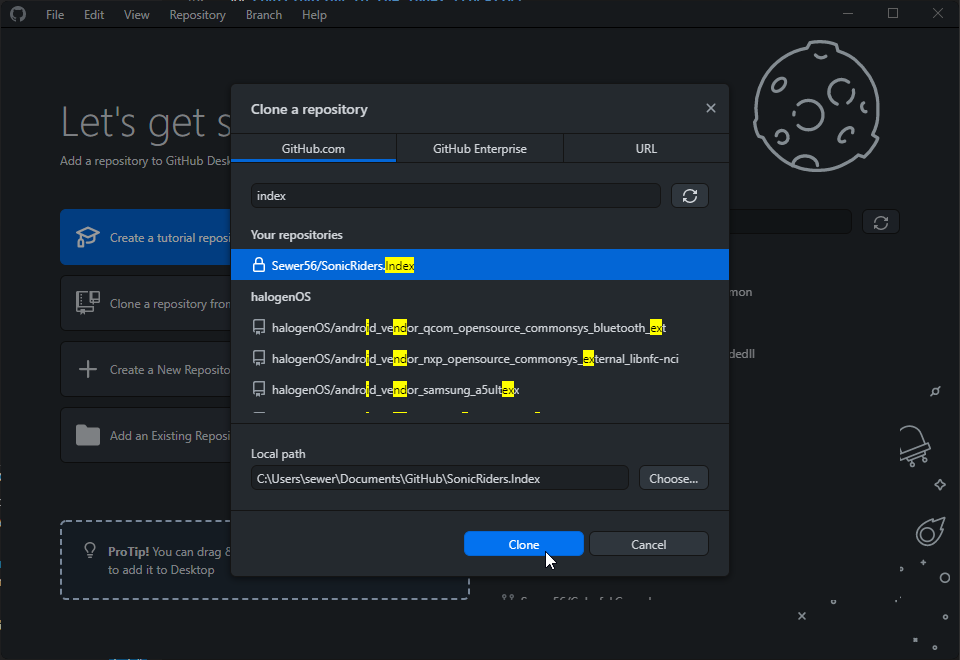 File Edit View Repository Branch Help
Let's get s
Add a repository to GitHub Desk
Create a tutorial reposi
Clone a repository from
Create a New Reposito
Add an Existing Reposi
ProTip! You can drag &
to add it to Desktop
Clone a repository
GitHub.com GitHub Enterprise URL
index
Your repositories
Sewer56/SonicRiders.Index
halogenOS
halogenOS/android_vendor_qcom_opensource_commonsys_bluetooth_ext
halogenOS/android_vendor_nxp_opensource_commonsys_external_libnfc-nci
halogenOS/android_vendor_samsung_a5ultexx
Local path
C:\Users\sewer\Documents\GitHub\SonicRiders.Index
Choose...
Clone Cancel
mon
dedll